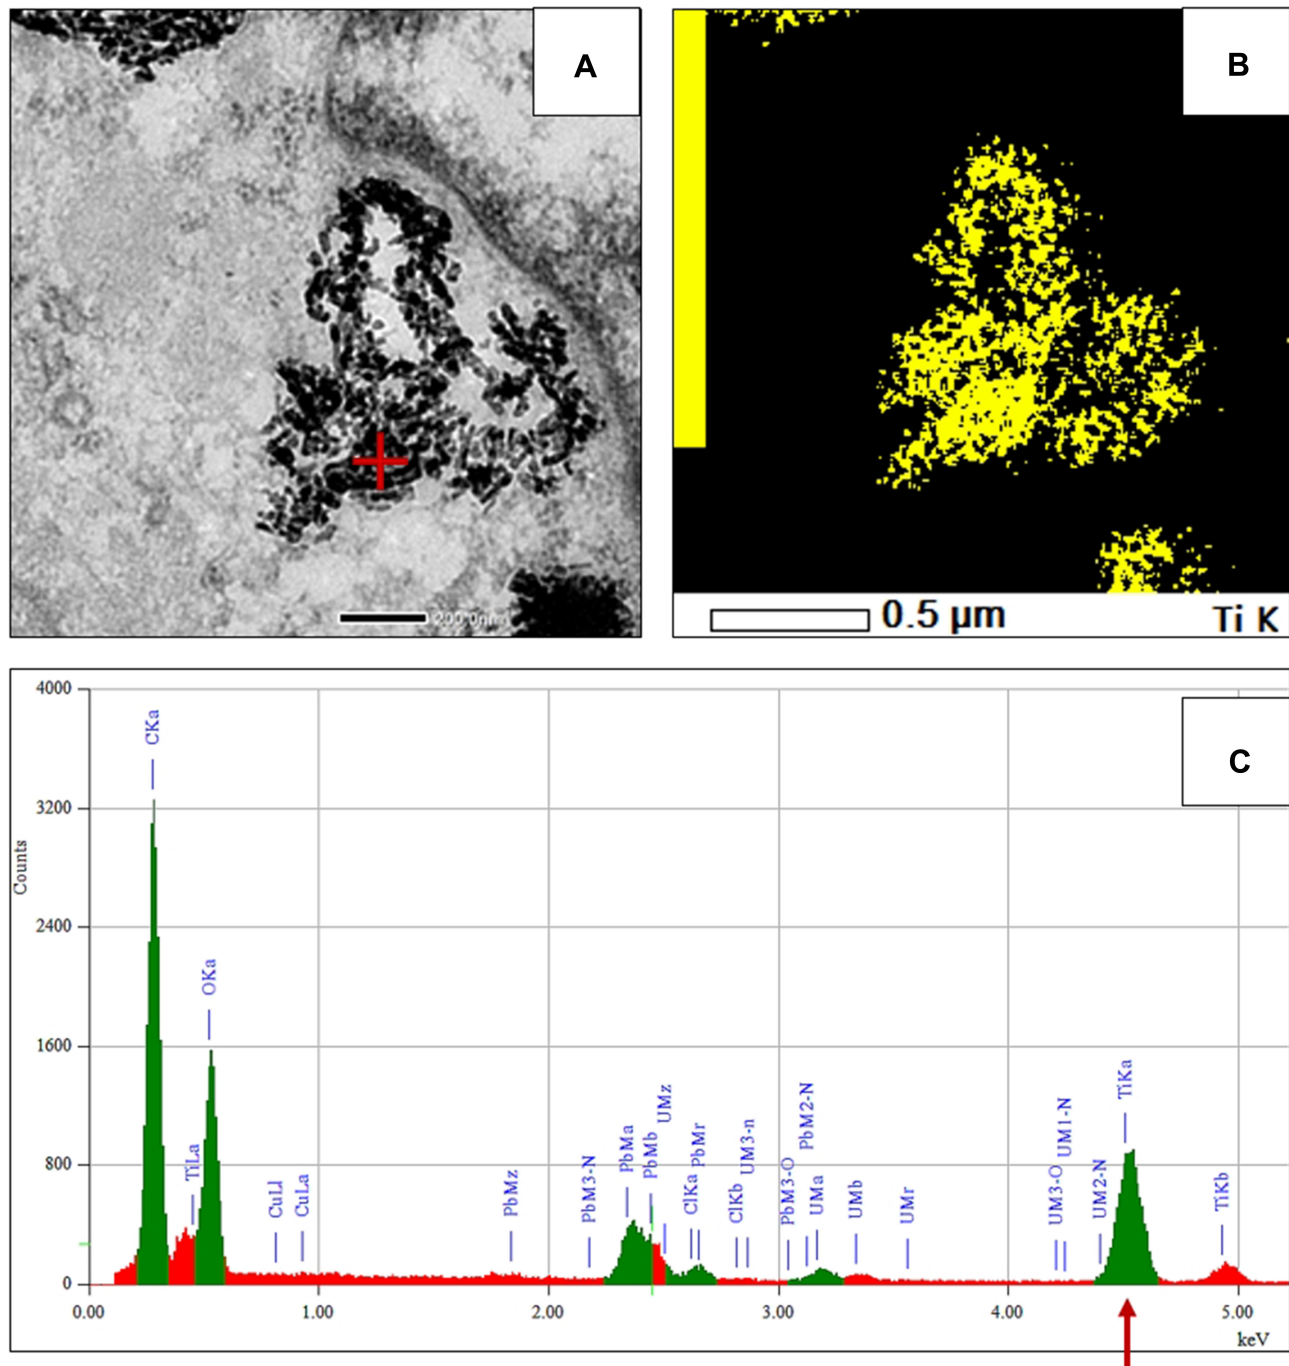 A
B
200.0nm
0.5 µm
Ti K
C
4000
3200
2400
1600
800
0
Counts
CKa
TiLa
OKa
CuLl
CuLa
PbMz
PbM3-N
PbMa
PbMb
UMz
ClKa
PbMr
ClKb
UM3-n
PbM3-O
PbM2-N
UMa
UMb
UMr
UM3-O
UM1-N
UM2-N
TiKa
TiKb
0.00 1.00 2.00 3.00 4.00 5.00
keV